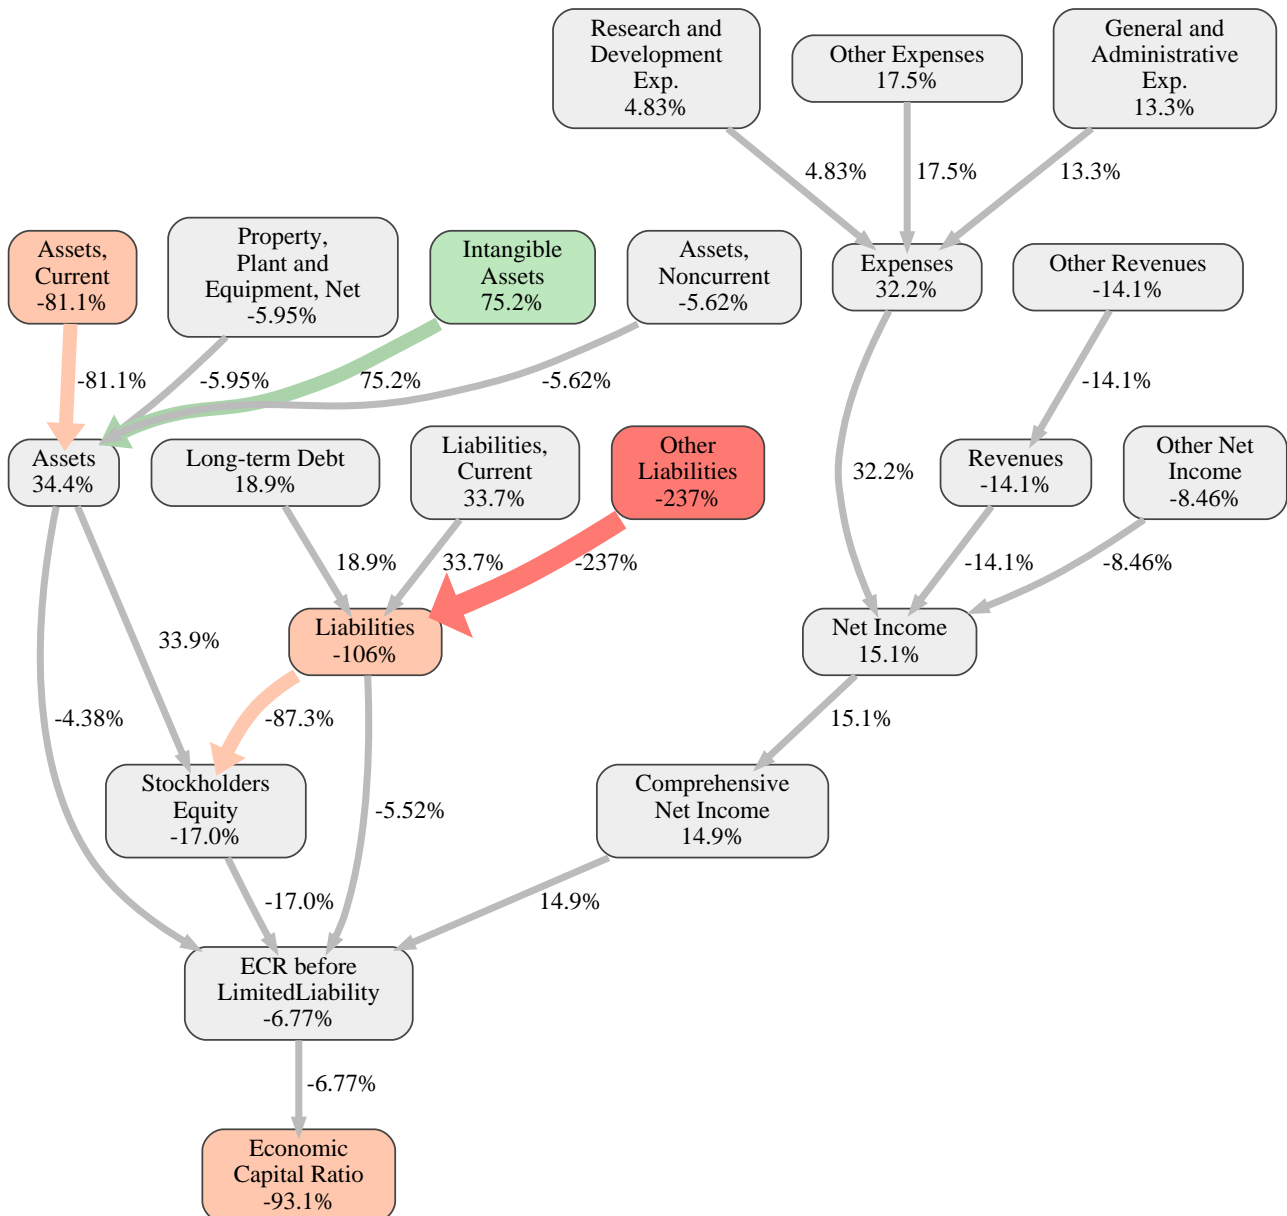 Research and
Development
Exp.
4.83%
Other Expenses
17.5%
General and
Administrative
Exp.
13.3%
4.83%
17.5%
13.3%
Assets,
Current
-81.1%
Property,
Plant and
Equipment, Net
-5.95%
Intangible
Assets
75.2%
Assets,
Noncurrent
-5.62%
Expenses
32.2%
Other Revenues
-14.1%
-81.1%
-5.95%
75.2%
-5.62%
-14.1%
Assets
34.4%
Long-term Debt
18.9%
Liabilities,
Current
33.7%
Other
Liabilities
-237%
32.2%
Revenues
-14.1%
Other Net
Income
-8.46%
18.9%
33.7%
-237%
-14.1%
-8.46%
33.9%
Liabilities
-106%
Net Income
15.1%
-4.38%
-87.3%
15.1%
Stockholders
Equity
-17.0%
-5.52%
Comprehensive
Net Income
14.9%
-17.0%
14.9%
ECR before
LimitedLiability
-6.77%
-6.77%
Economic
Capital Ratio
-93.1%